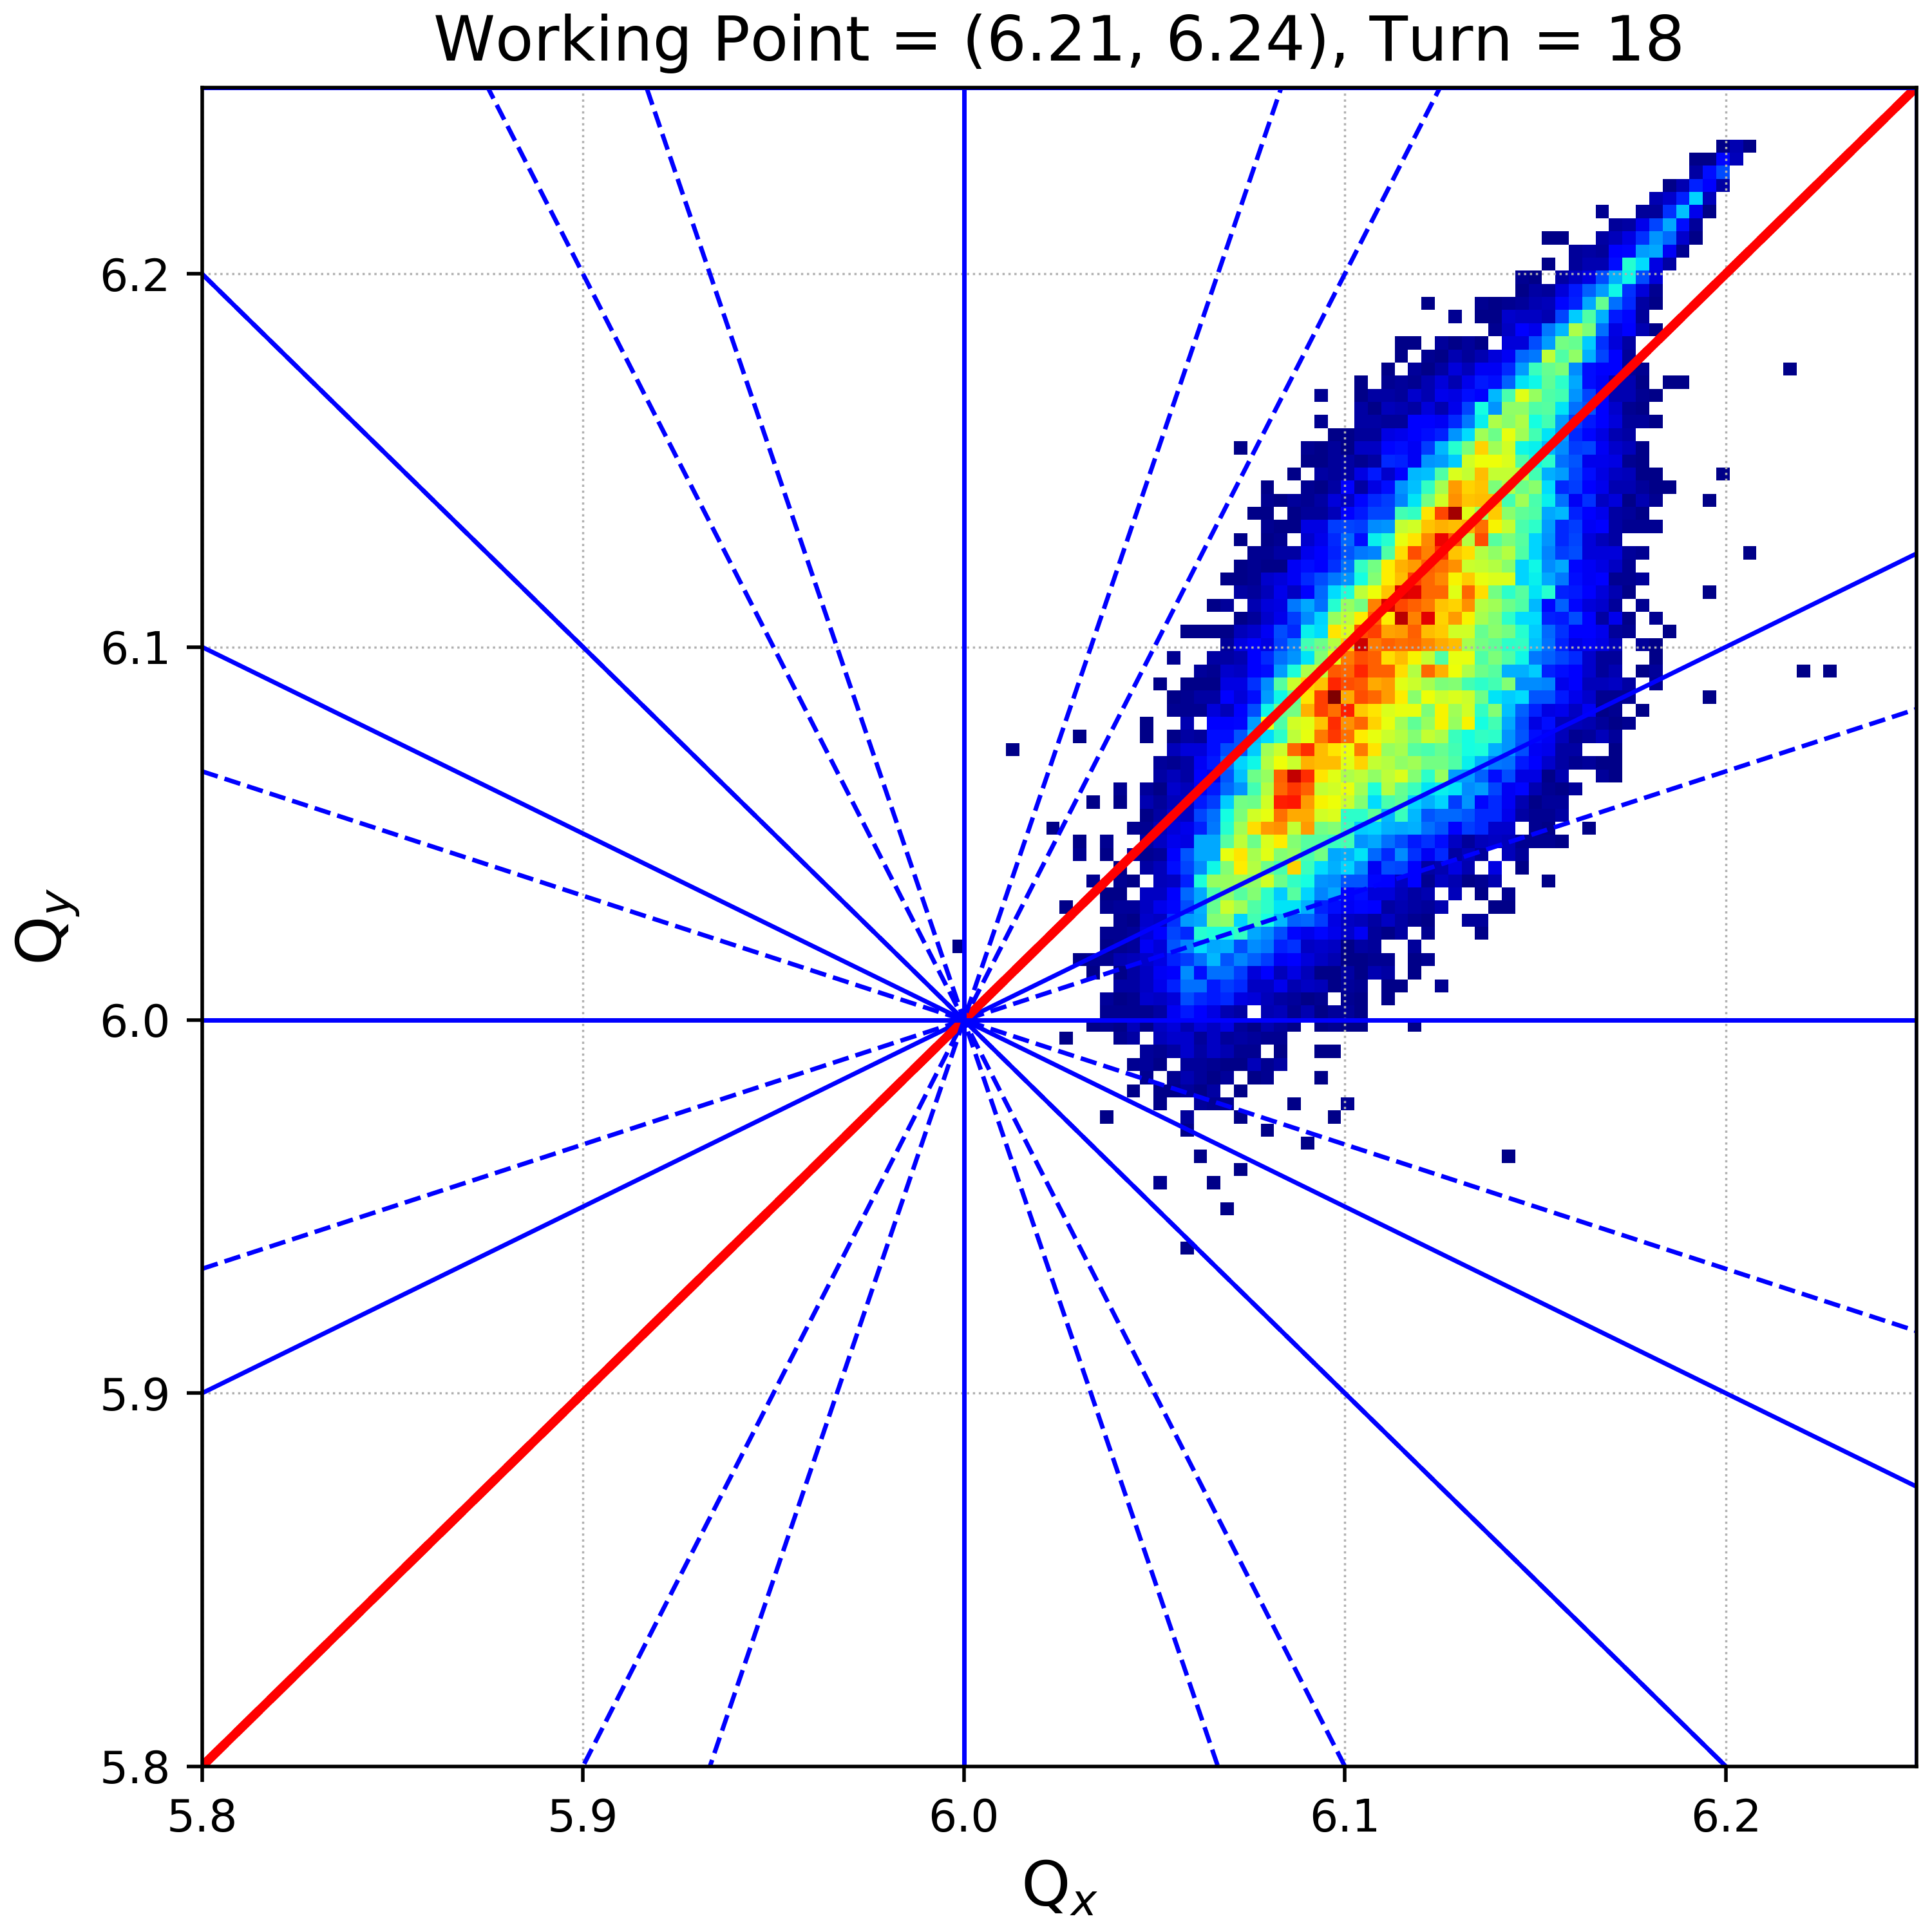 Working Point = (6.21, 6.24), Turn = 18
6.2
6.1
6.0
5.9
5.8
Qy
5.8 5.9 6.0 6.1 6.2
Qx